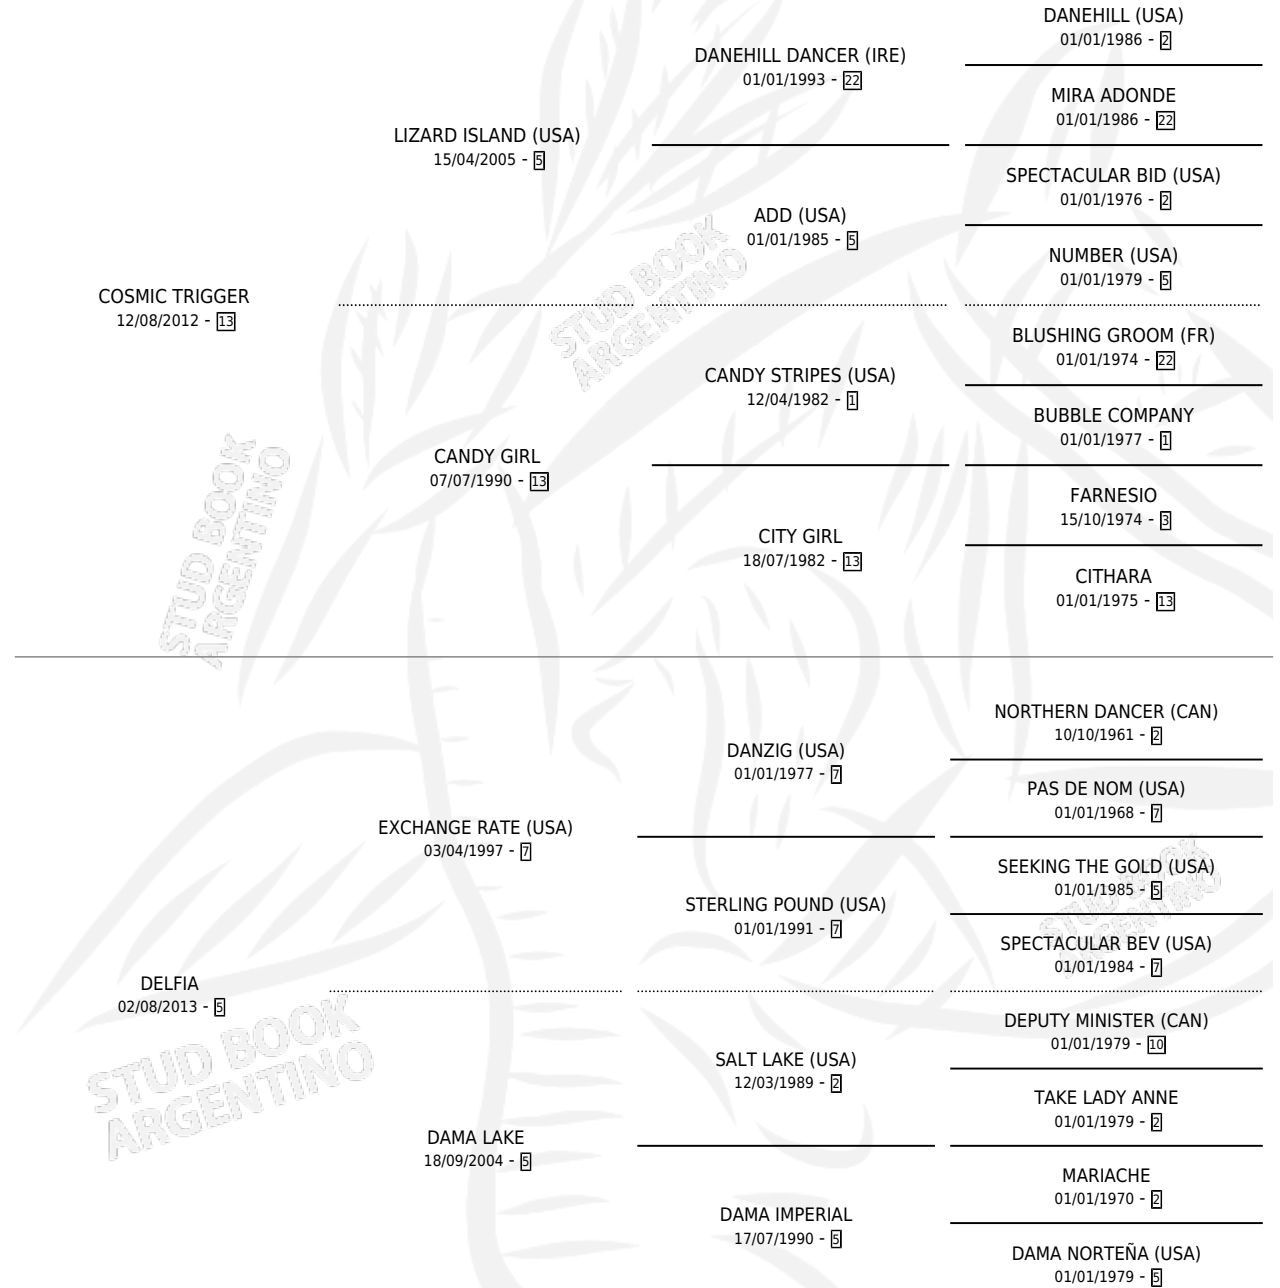 DANEHILL (USA)
01/01/1986 - 2
DANEHILL DANCER (IRE)
01/01/1993 - 22
MIRA ADONDE
01/01/1986 - 22
LIZARD ISLAND (USA)
15/04/2005 - 5
SPECTACULAR BID (USA)
01/01/1976 - 2
ADD (USA)
01/01/1985 - 5
NUMBER (USA)
01/01/1979 - 5
COSMIC TRIGGER
12/08/2012 - 13
BLUSHING GROOM (FR)
01/01/1974 - 22
CANDY STRIPES (USA)
12/04/1982 - 1
BUBBLE COMPANY
01/01/1977 - 1
CANDY GIRL
07/07/1990 - 13
FARNESIO
15/10/1974 - 3
CITY GIRL
18/07/1982 - 13
CITHARA
01/01/1975 - 13
NORTHERN DANCER (CAN)
10/10/1961 - 2
DANZIG (USA)
01/01/1977 - 7
PAS DE NOM (USA)
01/01/1968 - 7
EXCHANGE RATE (USA)
03/04/1997 - 7
SEEKING THE GOLD (USA)
01/01/1985 - 5
STERLING POUND (USA)
01/01/1991 - 7
SPECTACULAR BEV (USA)
01/01/1984 - 7
DELFIA
02/08/2013 - 5
DEPUTY MINISTER (CAN)
01/01/1979 - 10
SALT LAKE (USA)
12/03/1989 - 2
TAKE LADY ANNE
01/01/1979 - 2
DAMA LAKE
18/09/2004 - 5
MARIACHE
01/01/1970 - 2
DAMA IMPERIAL
17/07/1990 - 5
DAMA NORTEÑA (USA)
01/01/1979 - 5
STUD BOOK
ARGENTINO
STUD BOOK
ARGENTINO
STUD BOOK
ARGENTINO
STUD BOOK
ARGENTINO